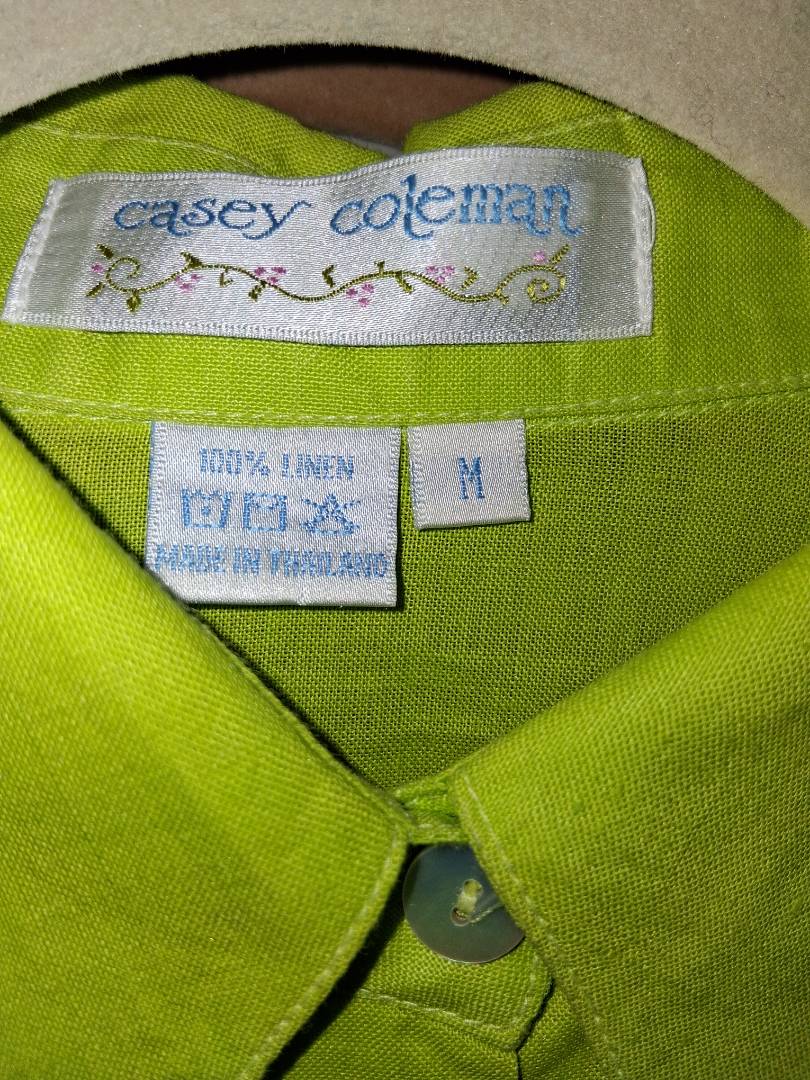 casey coleman
100% LINEN
M
MADE IN THAILAND